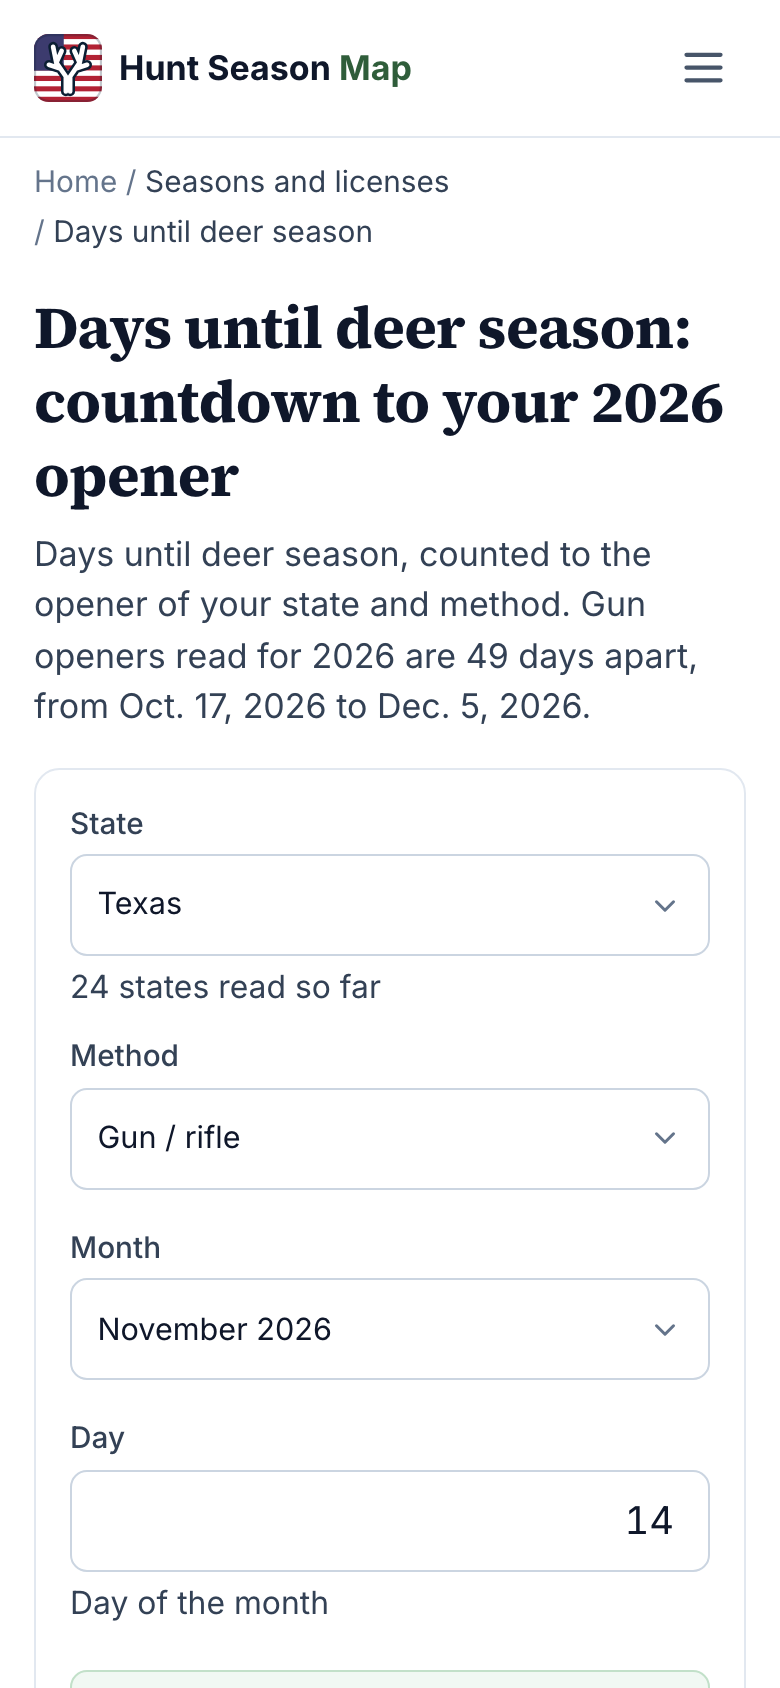 Hunt Season Map
Home / Seasons and licenses
/ Days until deer season
Days until deer season:
countdown to your 2026
opener
Days until deer season, counted to the
opener of your state and method. Gun
openers read for 2026 are 49 days apart,
from Oct. 17, 2026 to Dec. 5, 2026.
State
Texas
24 states read so far
Method
Gun / rifle
Month
November 2026
Day
14
Day of the month